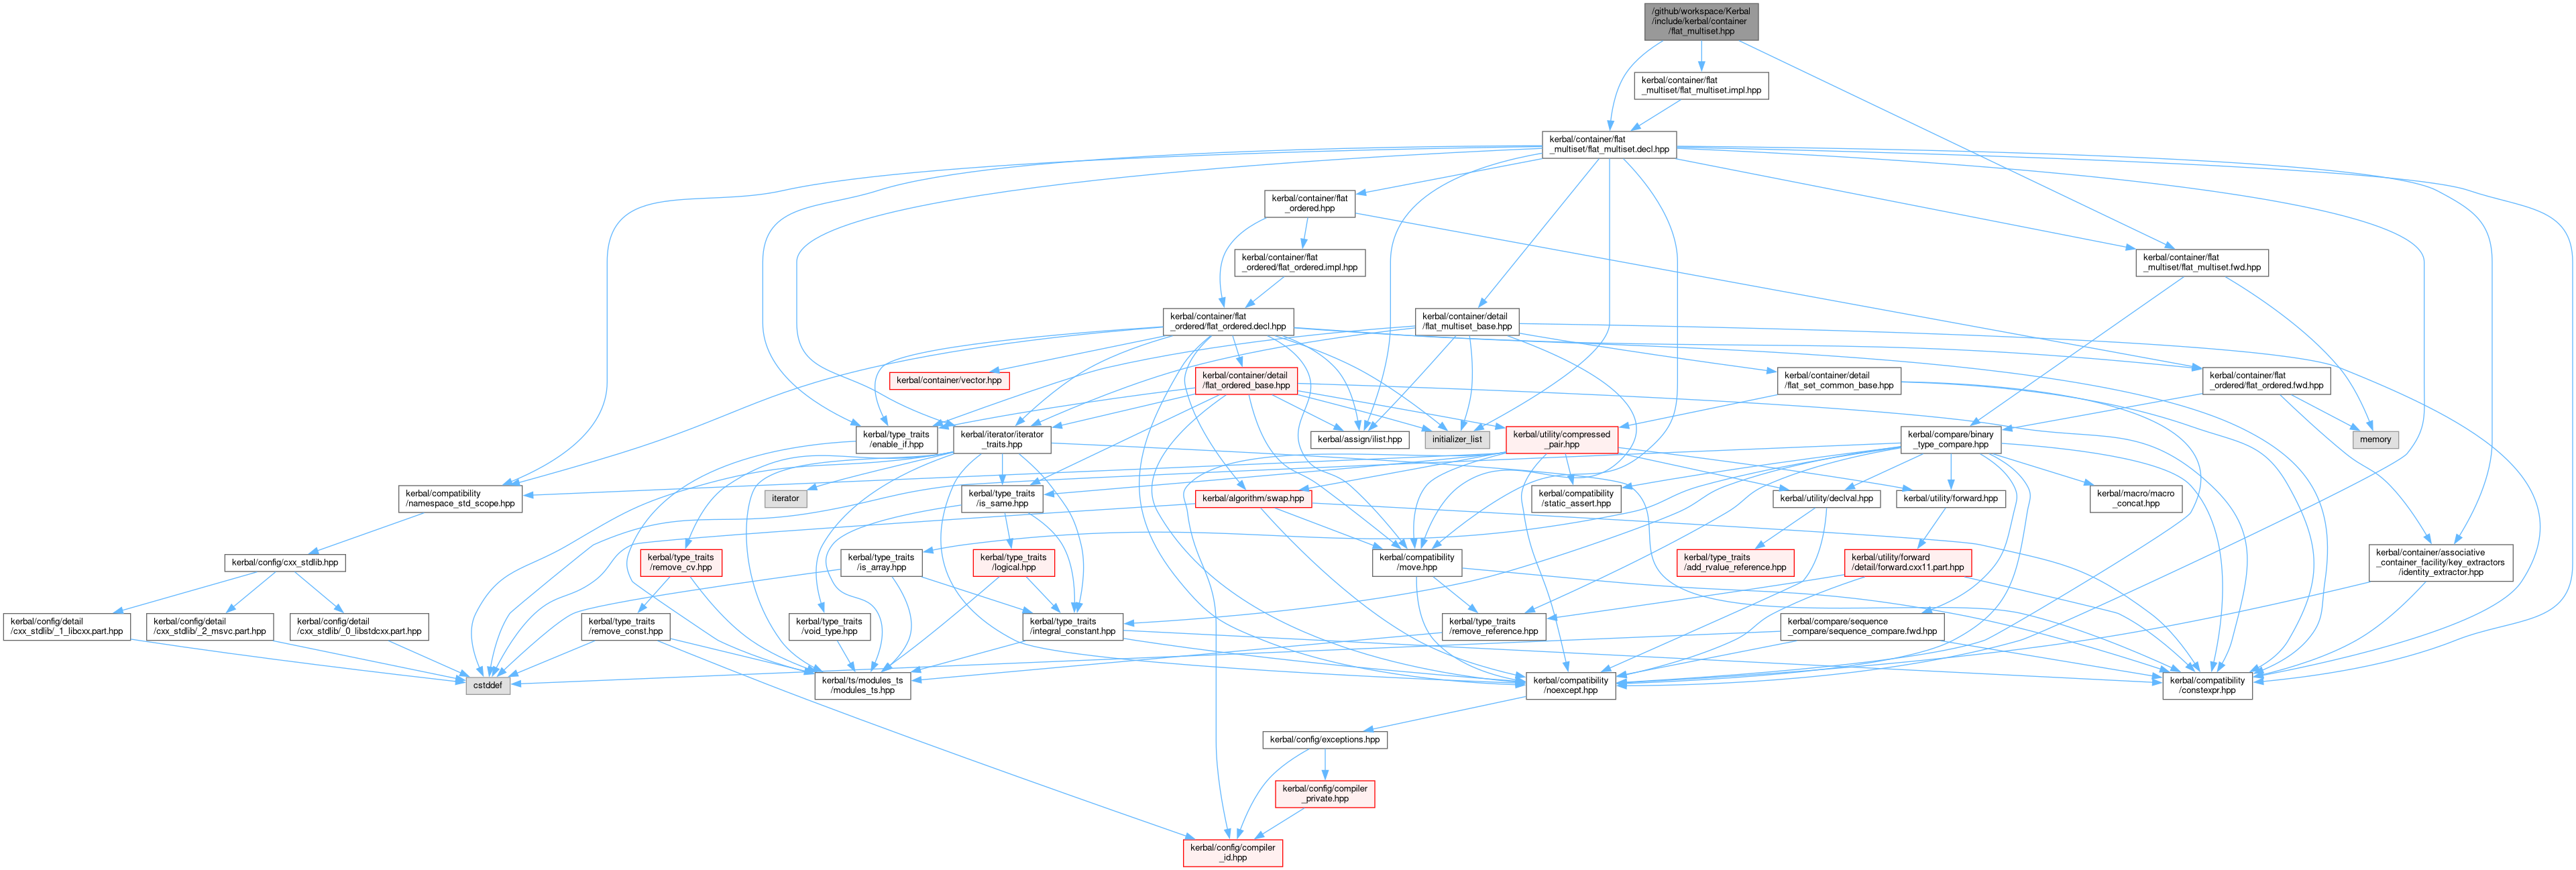 /github/workspace/Kerbal
/include/kerbal/container
/flat_multiset.hpp
kerbal/container/flat
_multiset/flat_multiset.impl.hpp
kerbal/container/flat
_multiset/flat_multiset.decl.hpp
kerbal/container/flat
_ordered.hpp
kerbal/container/flat
_ordered/flat_ordered.impl.hpp
kerbal/container/flat
_multiset/flat_multiset.fwd.hpp
kerbal/container/flat
_ordered/flat_ordered.decl.hpp
kerbal/container/detail
/flat_multiset_base.hpp
kerbal/container/vector.hpp
kerbal/container/detail
/flat_ordered_base.hpp
kerbal/container/detail
/flat_set_common_base.hpp
kerbal/container/flat
_ordered/flat_ordered.fwd.hpp
kerbal/type_traits
/enable_if.hpp
kerbal/iterator/iterator
_traits.hpp
kerbal/assign/ilist.hpp
initializer_list
kerbal/utility/compressed
_pair.hpp
kerbal/compare/binary
_type_compare.hpp
memory
kerbal/compatibility
/namespace_std_scope.hpp
iterator
kerbal/type_traits
/is_same.hpp
kerbal/algorithm/swap.hpp
kerbal/compatibility
/static_assert.hpp
kerbal/utility/declval.hpp
kerbal/utility/forward.hpp
kerbal/macro/macro
_concat.hpp
kerbal/config/cxx_stdlib.hpp
kerbal/type_traits
/remove_cv.hpp
kerbal/type_traits
/is_array.hpp
kerbal/type_traits
/logical.hpp
kerbal/compatibility
/move.hpp
kerbal/type_traits
/add_rvalue_reference.hpp
kerbal/utility/forward
/detail/forward.cxx11.part.hpp
kerbal/container/associative
_container_facility/key_extractors
/identity_extractor.hpp
kerbal/config/detail
/cxx_stdlib/_1_libcxx.part.hpp
kerbal/config/detail
/cxx_stdlib/_2_msvc.part.hpp
kerbal/config/detail
/cxx_stdlib/_0_libstdcxx.part.hpp
kerbal/type_traits
/remove_const.hpp
kerbal/type_traits
/void_type.hpp
kerbal/type_traits
/integral_constant.hpp
kerbal/type_traits
/remove_reference.hpp
kerbal/compare/sequence
_compare/sequence_compare.fwd.hpp
cstddef
kerbal/ts/modules_ts
/modules_ts.hpp
kerbal/compatibility
/noexcept.hpp
kerbal/compatibility
/constexpr.hpp
kerbal/config/exceptions.hpp
kerbal/config/compiler
_private.hpp
kerbal/config/compiler
_id.hpp